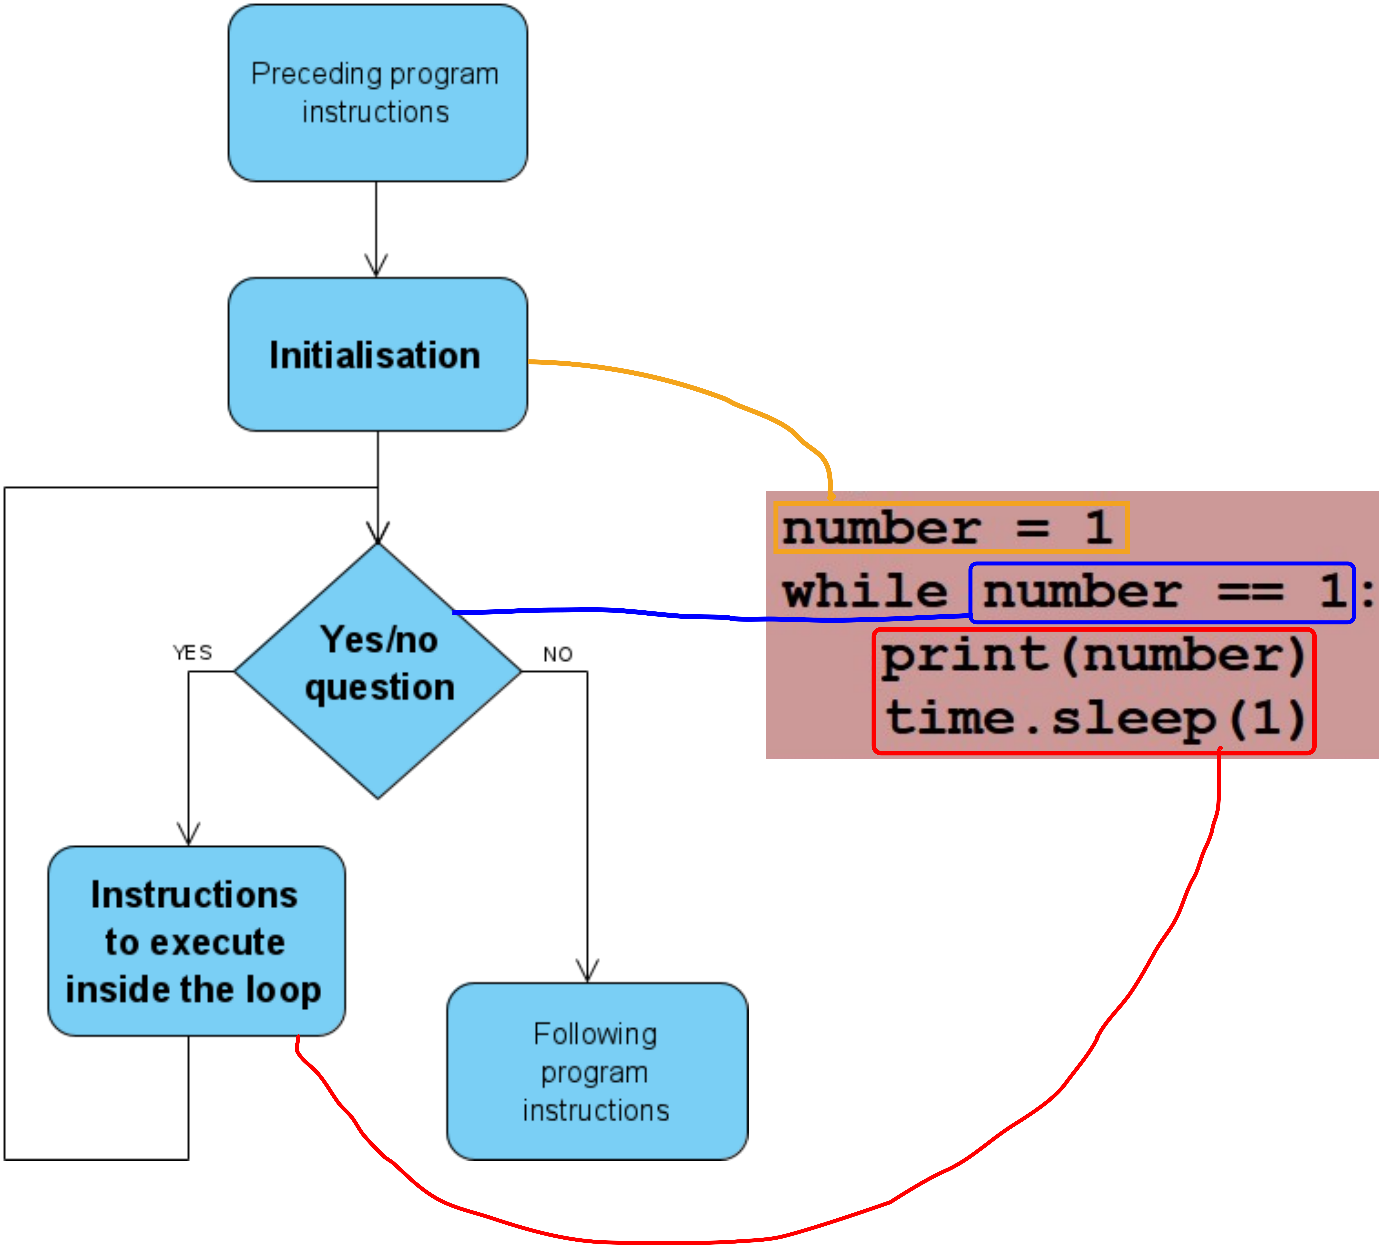 Preceding program
instructions
Initialisation
Yes/no
question
YES
NO
Instructions
to execute
inside the loop
Following
program
instructions
number = 1
while number == 1:
print(number)
time.sleep(1)